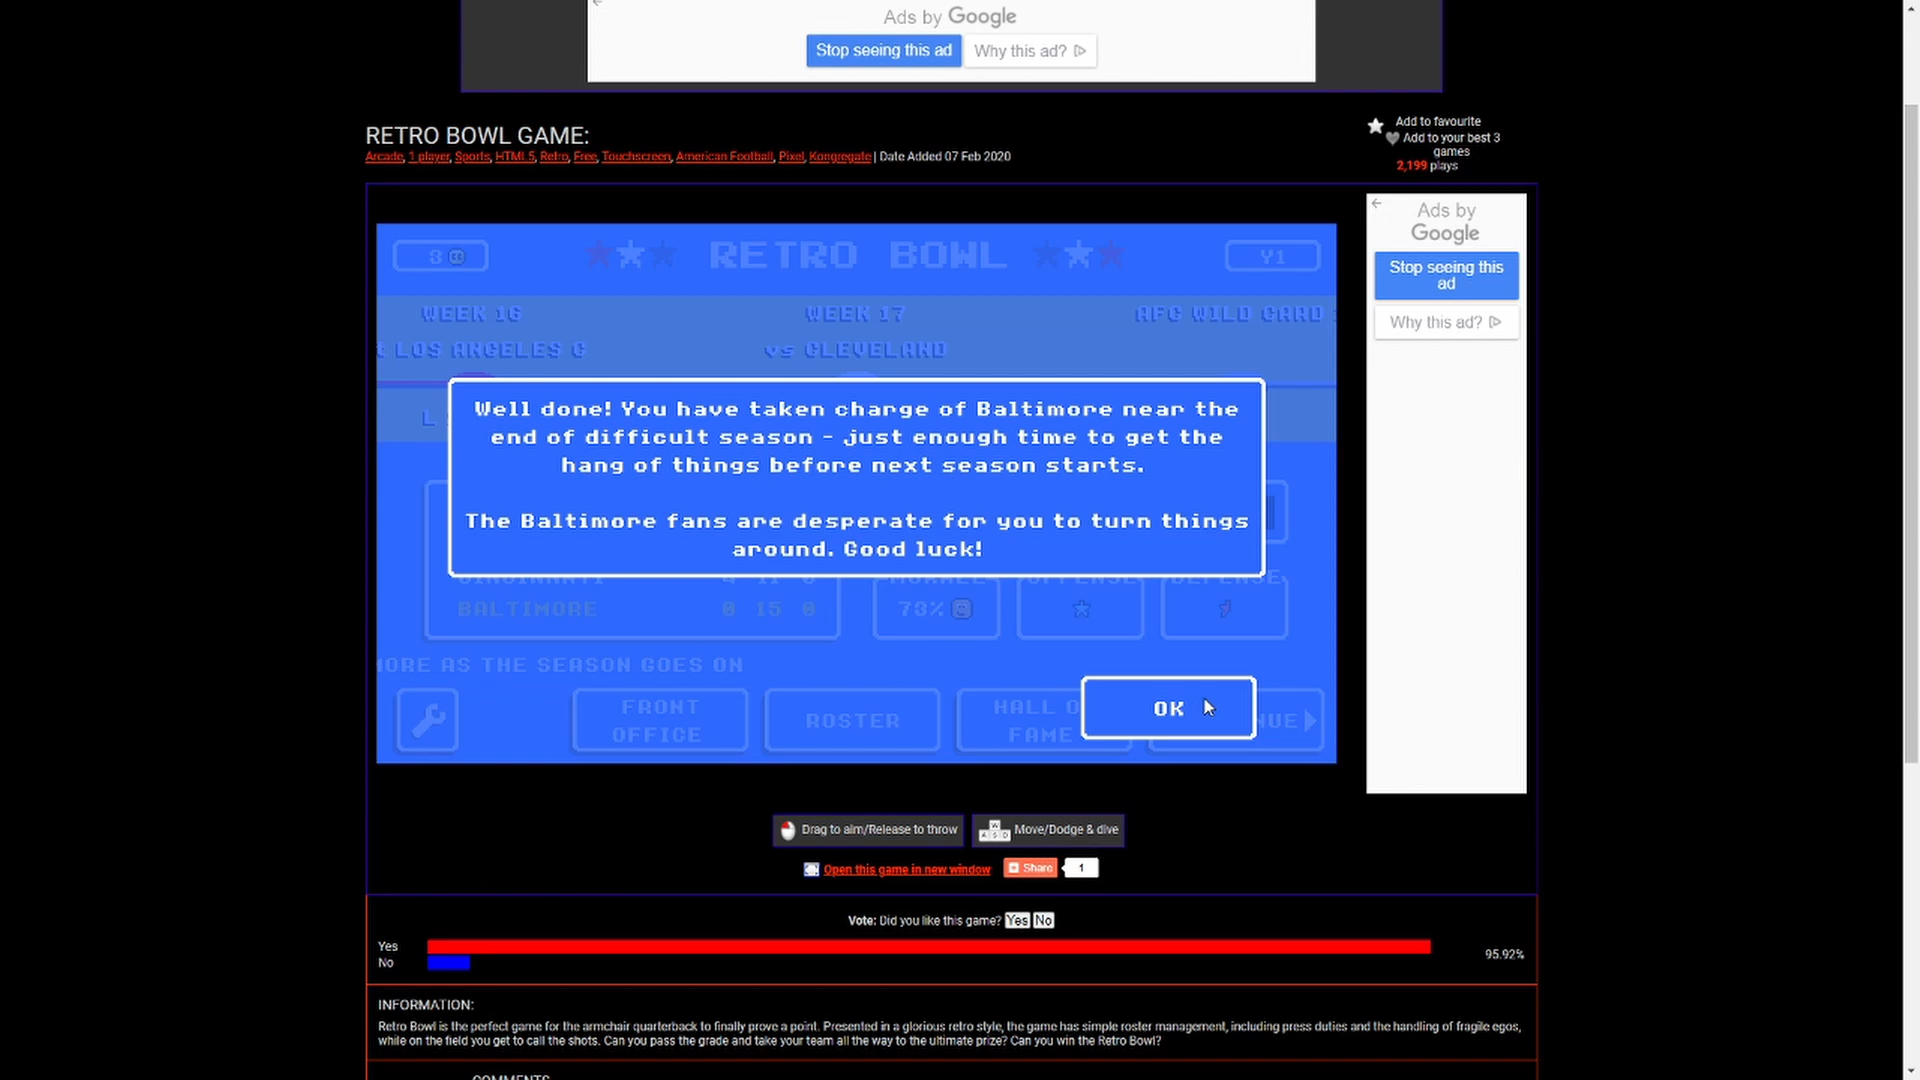 Ads by Google
Stop seeing this ad
Why this ad?
RETRO BOWL GAME:
Arcade, 1 player, Sports, HTML5, Retro, Free, Touchscreen, American Football, Pixel, Kongregate | Date Added 07 Feb 2020
Add to favourite
Add to your best 3
games
2,199 plays
Ads by
Google
Stop seeing this
ad
Why this ad?
3
RETRO BOWL
Y1
WEEK 16
WEEK 17
AFC WILD CARD
LOS ANGELES C
vs CLEVELAND
L
Well done! You have taken charge of Baltimore near the
end of difficult season - just enough time to get the
hang of things before next season starts.
The Baltimore fans are desperate for you to turn things
around. Good luck!
BALTIMORE 0 15 0
73%
MORE AS THE SEASON GOES ON
FRONT
OFFICE
ROSTER
HALL O
FAME
OK
NUE
Drag to aim/Release to throw
Move/Dodge & dive
Open this game in new window
Share
1
Vote: Did you like this game? Yes No
Yes
No
95.92%
INFORMATION:
Retro Bowl is the perfect game for the armchair quarterback to finally prove a point. Presented in a glorious retro style, the game has simple roster management, including press duties and the handling of fragile egos,
while on the field you get to call the shots. Can you pass the grade and take your team all the way to the ultimate prize? Can you win the Retro Bowl?
COMMENTS